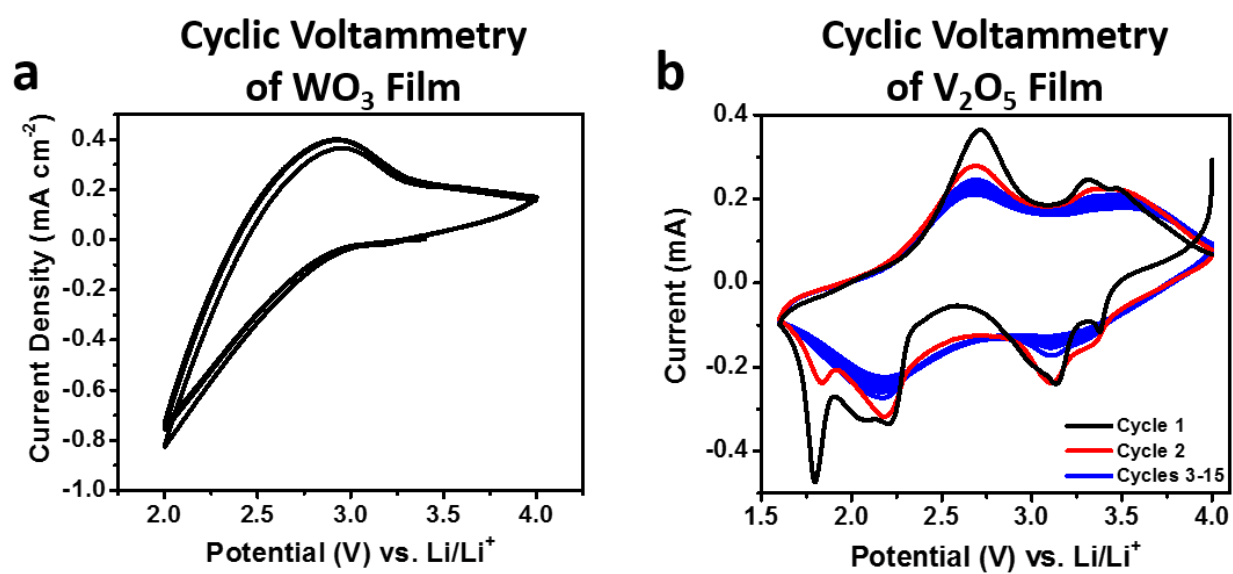 a
Cyclic Voltammetry
of WO₃ Film
0.4
0.2
0.0
-0.2
-0.4
-0.6
-0.8
-1.0
Current Density (mA cm⁻²)
2.0 2.5 3.0 3.5 4.0
Potential (V) vs. Li/Li⁺
b
Cyclic Voltammetry
of V₂O₅ Film
0.4
0.2
0.0
-0.2
-0.4
Current (mA)
Cycle 1
Cycle 2
Cycles 3-15
1.5 2.0 2.5 3.0 3.5 4.0
Potential (V) vs. Li/Li⁺